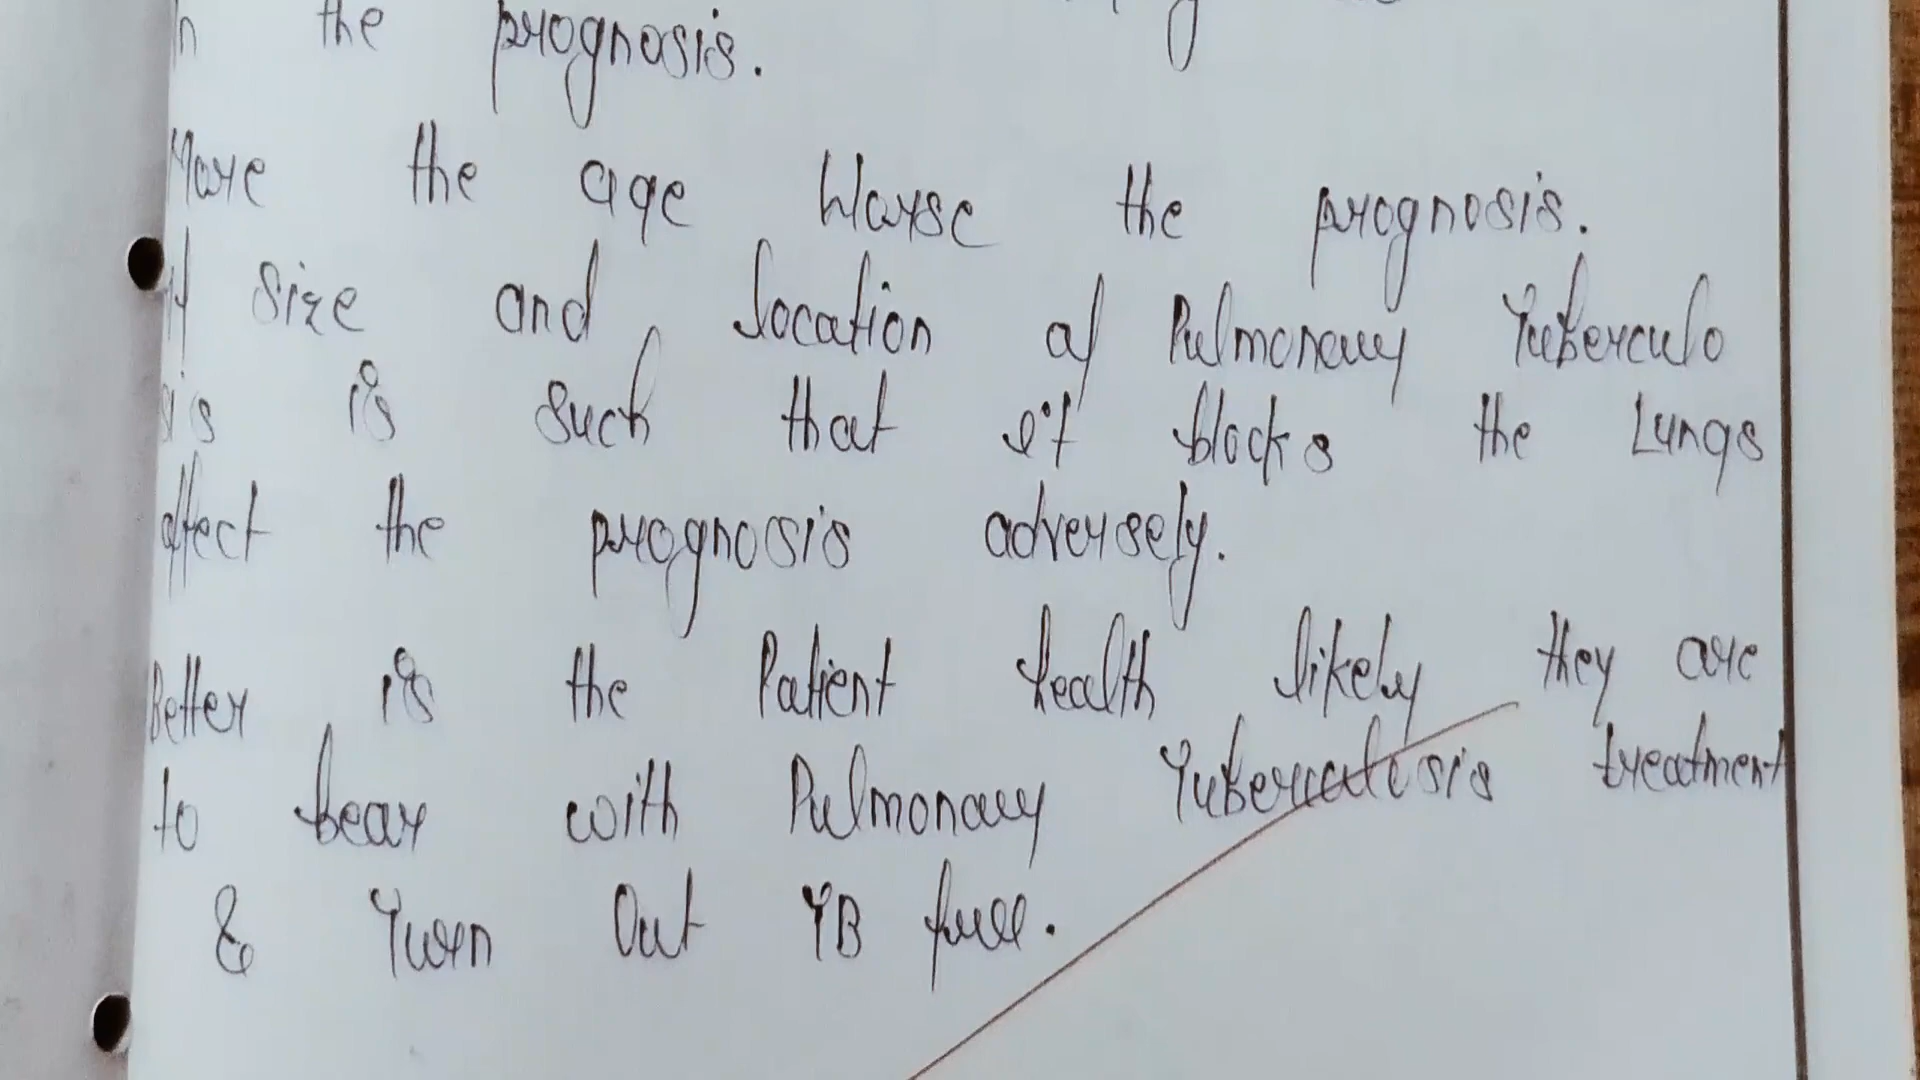 in the prognosis.
More the age Worse the prognosis.
If size and location of Pulmonary Tuberculo
sis is such that it blocks the Lungs
affect the prognosis adversely.
Better is the Patient health likely they are
to bear with Pulmonary Tuberculosis treatment
& Turn Out TB free.